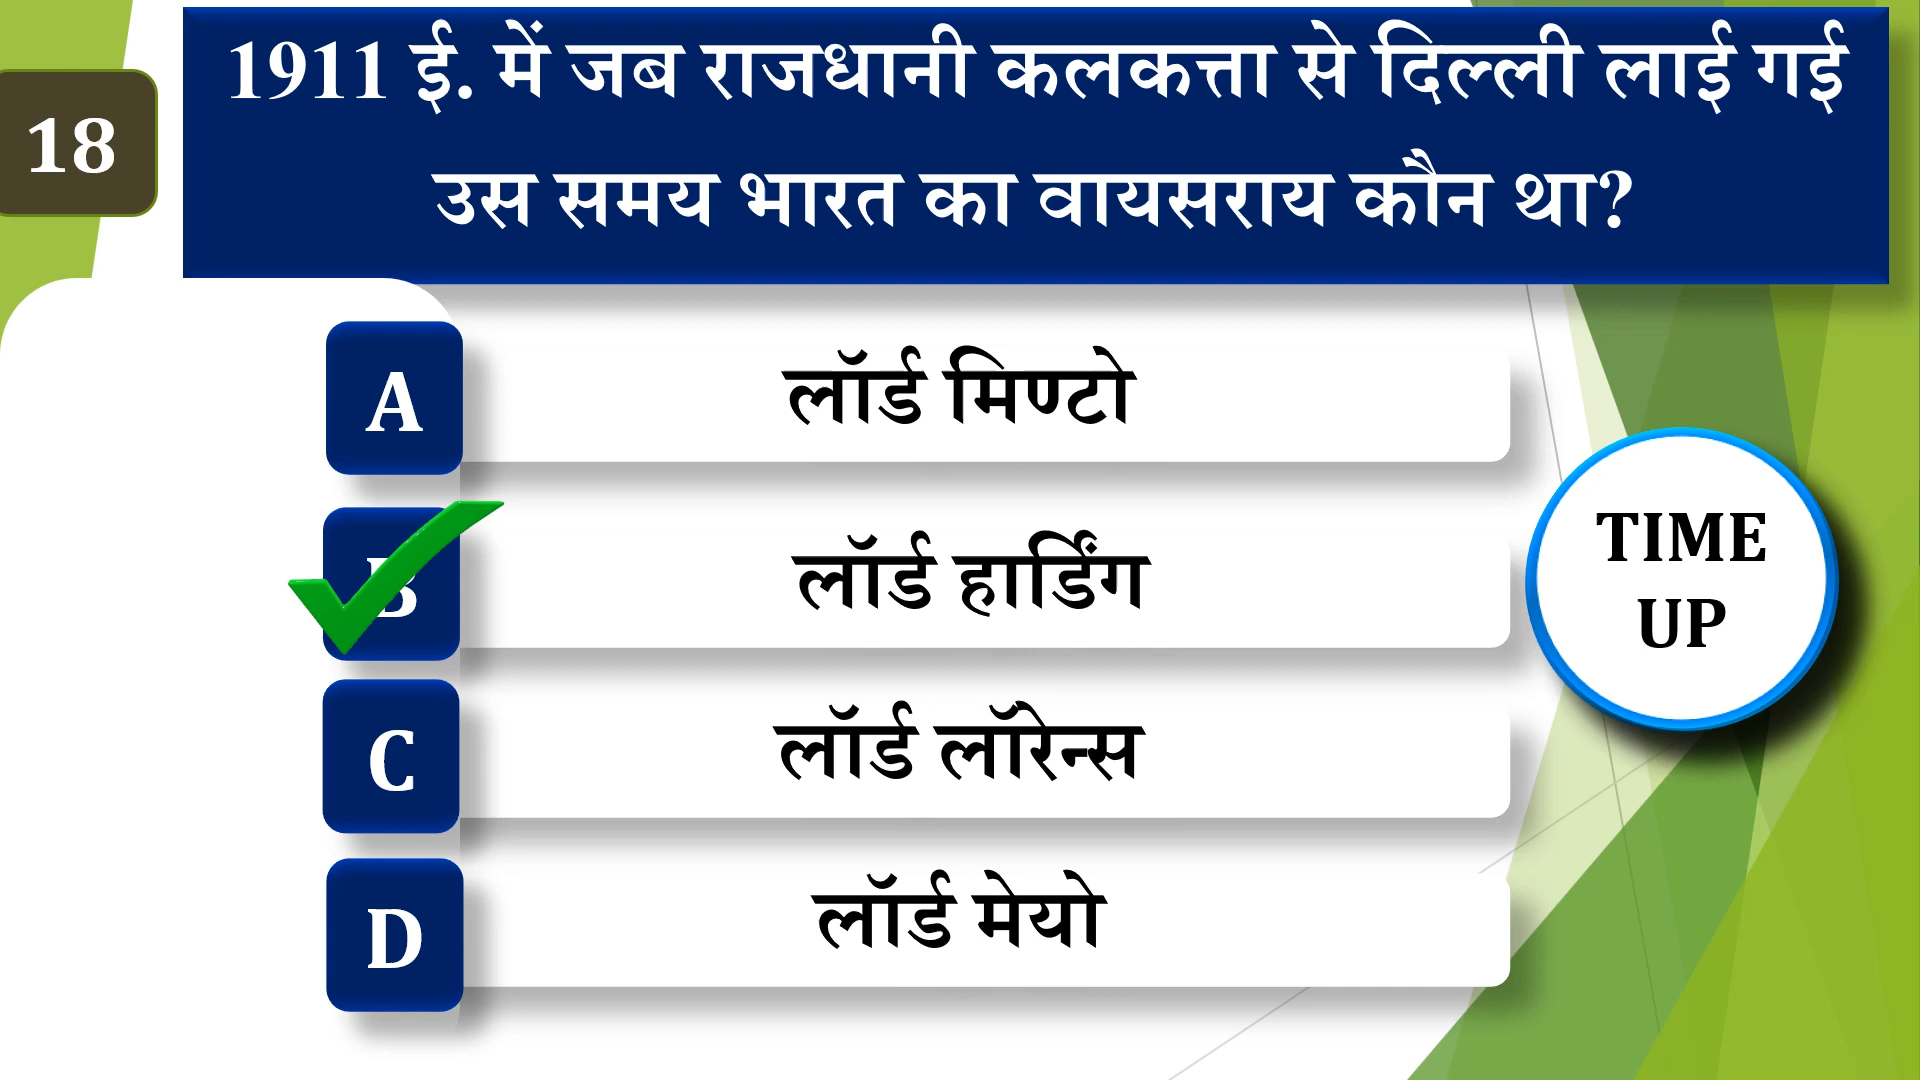 18
1911 ई. में जब राजधानी कलकत्ता से दिल्ली लाई गई
उस समय भारत का वायसराय कौन था?
A लॉर्ड मिण्टो
B लॉर्ड हार्डिंग
C लॉर्ड लॉरेन्स
D लॉर्ड मेयो
TIME
UP